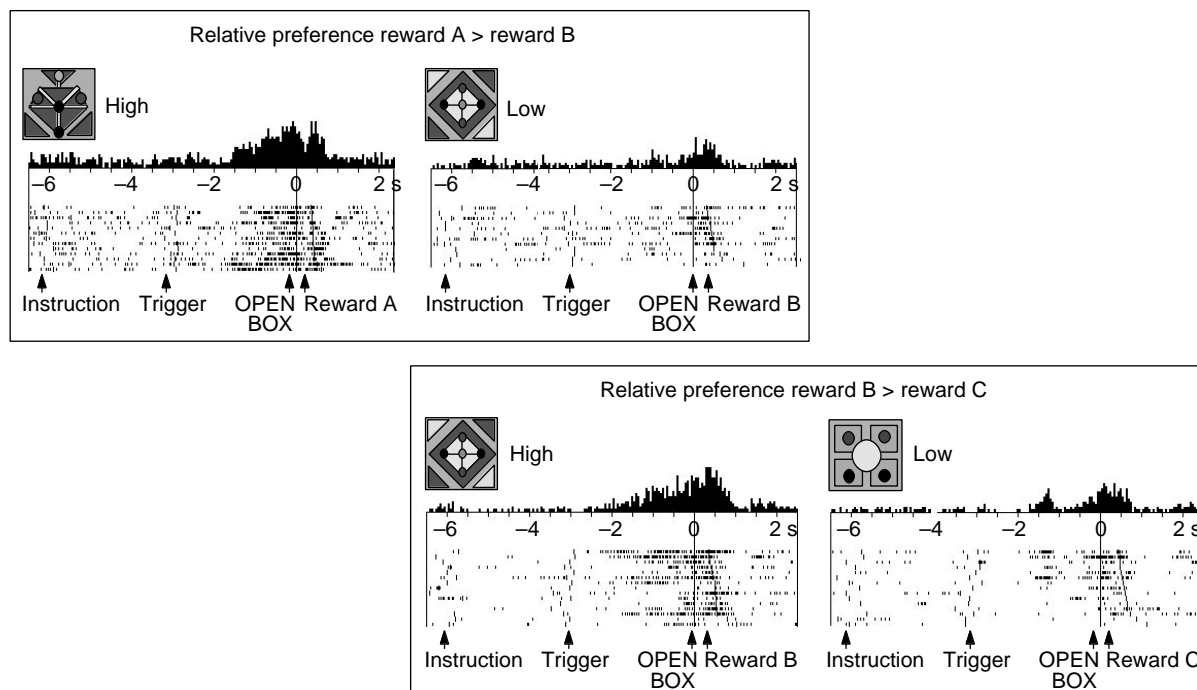 Relative preference reward A > reward B
High
Low
–6 –4 –2 0 2 s
–6 –4 –2 0 2 s
Instruction Trigger OPEN Reward A
BOX
Instruction Trigger OPEN Reward B
BOX
Relative preference reward B > reward C
High
Low
–6 –4 –2 0 2 s
–6 –4 –2 0 2 s
Instruction Trigger OPEN Reward B
BOX
Instruction Trigger OPEN Reward C
BOX